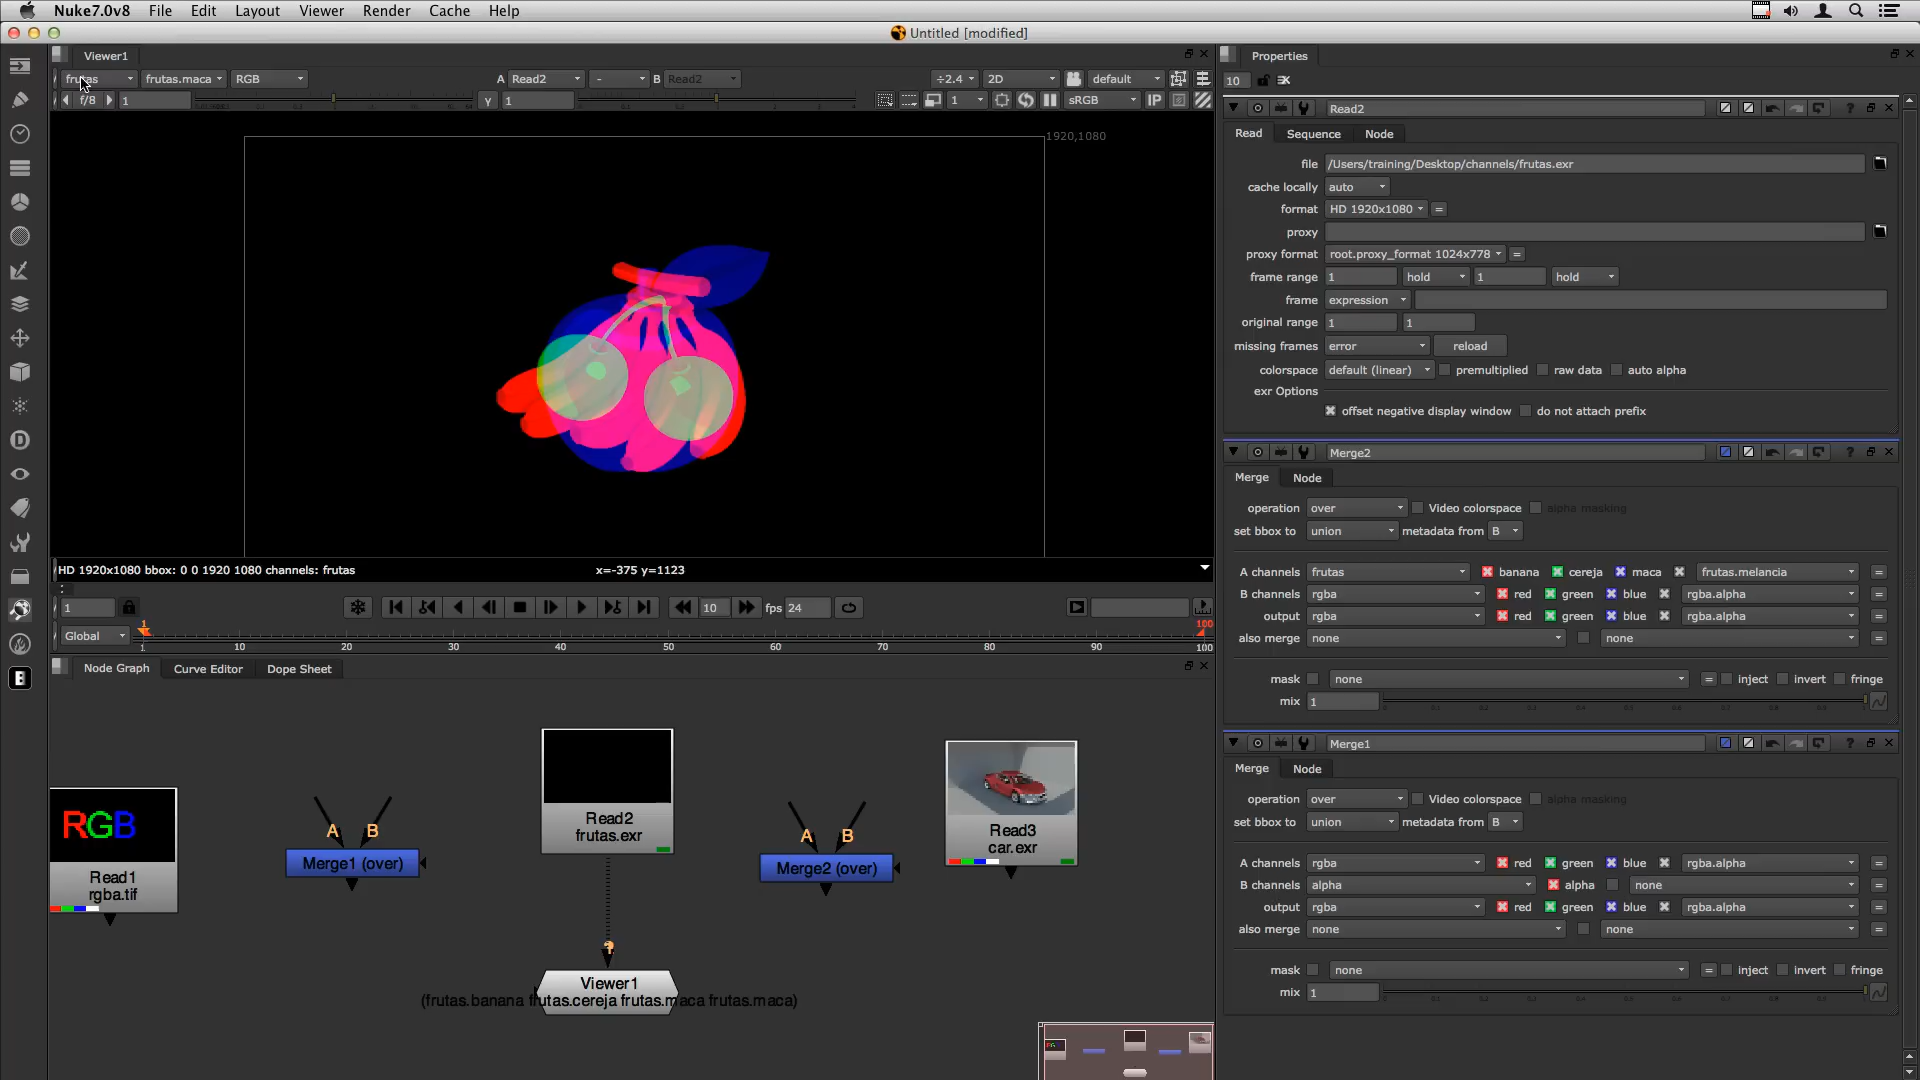 Nuke7.0v8 File Edit Layout Viewer Render Cache Help
Untitled [modified]
Viewer1
frutas frutas.maca RGB A Read2 - B Read2 ÷2.4 2D default
f/8 1 Y 1 1 sRGB IP
1920,1080
HD 1920x1080 bbox: 0 0 1920 1080 channels: frutas x=-375 y=1123
1 10 fps 24
Global 1 1 10 20 30 40 50 60 70 80 90 100 100
Node Graph Curve Editor Dope Sheet
RGB
Read1
rgba.tif
A B
Merge1 (over)
Read2
frutas.exr
1
Viewer1
(frutas.banana frutas.cereja frutas.maca frutas.maca)
A B
Merge2 (over)
Read3
car.exr
Properties
10
Read2
Read Sequence Node
file /Users/training/Desktop/channels/frutas.exr
cache locally auto
format HD 1920x1080 =
proxy
proxy format root.proxy_format 1024x778 =
frame range 1 hold 1 hold
frame expression
original range 1 1
missing frames error reload
colorspace default (linear) premultiplied raw data auto alpha
exr Options
offset negative display window do not attach prefix
Merge2
Merge Node
operation over Video colorspace alpha masking
set bbox to union metadata from B
A channels frutas banana cereja maca frutas.melancia =
B channels rgba red green blue rgba.alpha =
output rgba red green blue rgba.alpha =
also merge none none =
mask none = inject invert fringe
mix 1
Merge1
Merge Node
operation over Video colorspace alpha masking
set bbox to union metadata from B
A channels rgba red green blue rgba.alpha =
B channels alpha alpha none =
output rgba red green blue rgba.alpha =
also merge none none =
mask none = inject invert fringe
mix 1